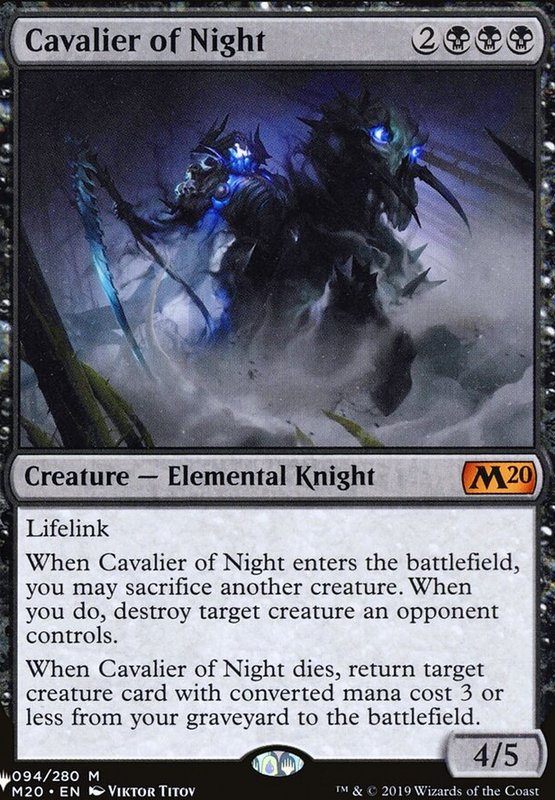 Cavalier of Night 2
Creature — Elemental Knight M20
Lifelink
When Cavalier of Night enters the battlefield,
you may sacrifice another creature. When
you do, destroy target creature an opponent
controls.
When Cavalier of Night dies, return target
creature card with converted mana cost 3 or
less from your graveyard to the battlefield.
4/5
094/280 M
M20 • EN Viktor Titov
™ & © 2019 Wizards of the Coast